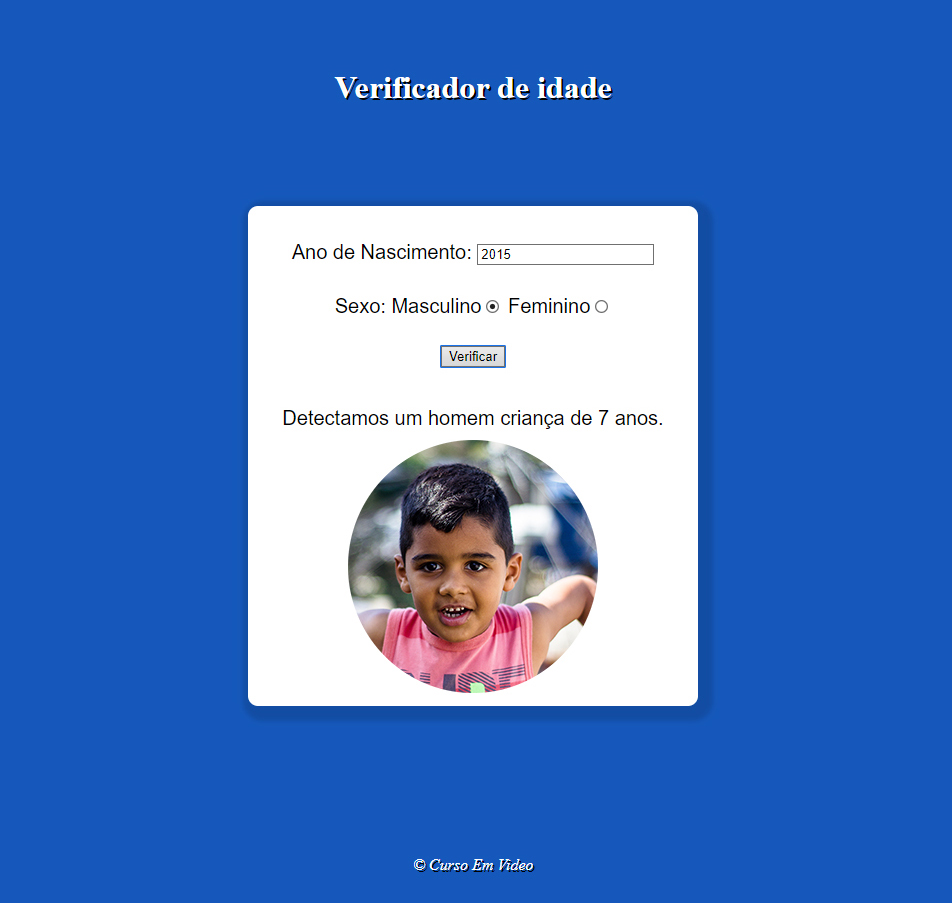 Verificador de idade
Ano de Nascimento: 2015
Sexo: Masculino Feminino
Verificar
Detectamos um homem criança de 7 anos.
© Curso Em Video